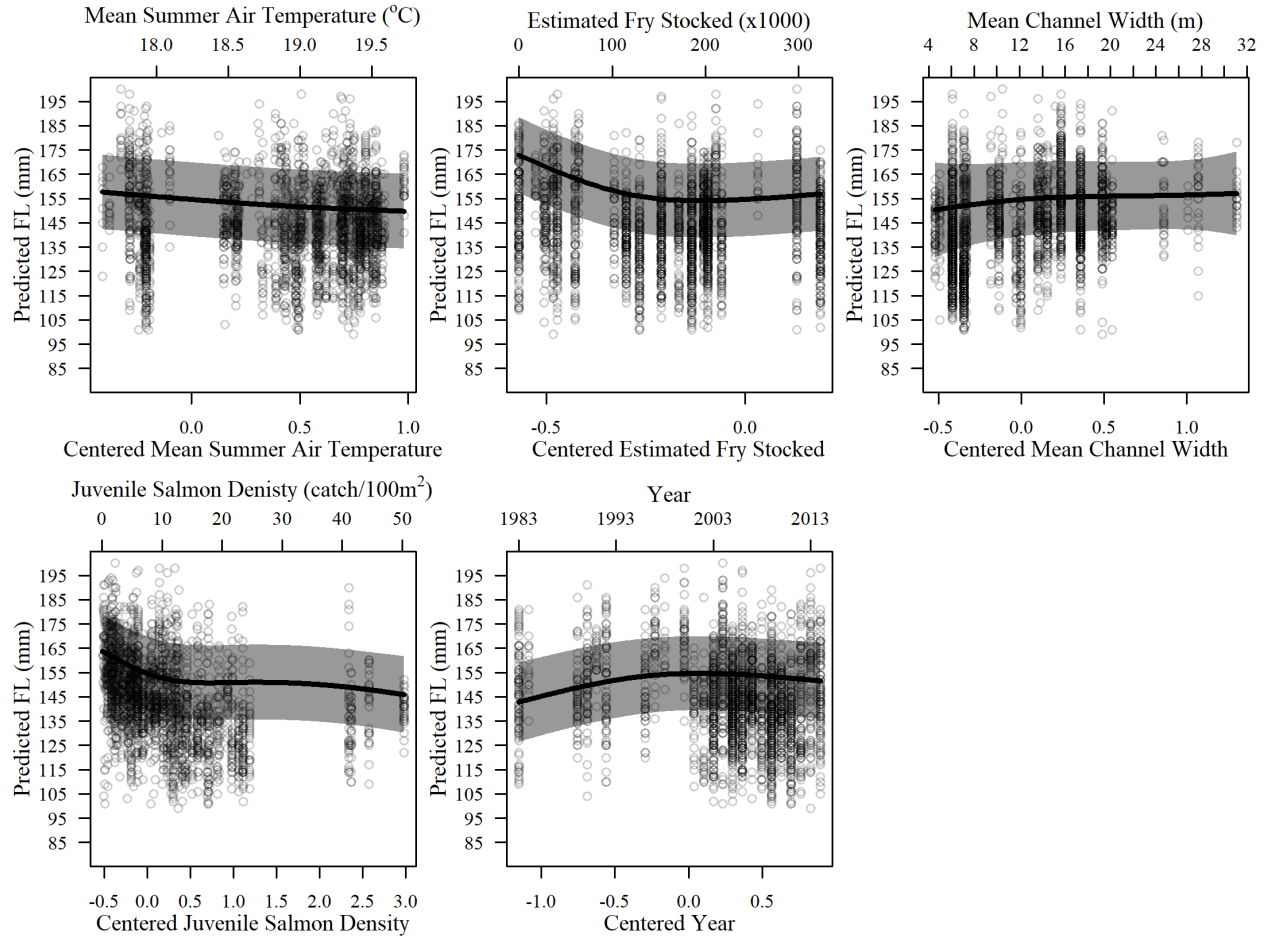 Mean Summer Air Temperature (°C)
18.0 18.5 19.0 19.5
Predicted FL (mm)
195
185
175
165
155
145
135
125
115
105
95
85
0.0 0.5 1.0
Centered Mean Summer Air Temperature
Estimated Fry Stocked (x1000)
0 100 200 300
Predicted FL (mm)
195
185
175
165
155
145
135
125
115
105
95
85
-0.5 0.0
Centered Estimated Fry Stocked
Mean Channel Width (m)
4 6 8 12 16 20 24 28 32
Predicted FL (mm)
195
185
175
165
155
145
135
125
115
105
95
85
-0.5 0.0 0.5 1.0
Centered Mean Channel Width
Juvenile Salmon Denisty (catch/100m²)
0 10 20 30 40 50
Predicted FL (mm)
195
185
175
165
155
145
135
125
115
105
95
85
-0.5 0.0 0.5 1.0 1.5 2.0 2.5 3.0
Centered Juvenile Salmon Density
Year
1983 1993 2003 2013
Predicted FL (mm)
195
185
175
165
155
145
135
125
115
105
95
85
-1.0 -0.5 0.0 0.5
Centered Year